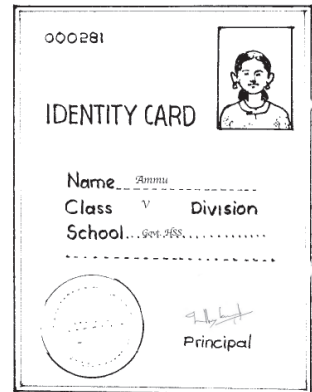 000281
IDENTITY CARD
Name Ammu
Class V Division
School Govt. HSS
Principal